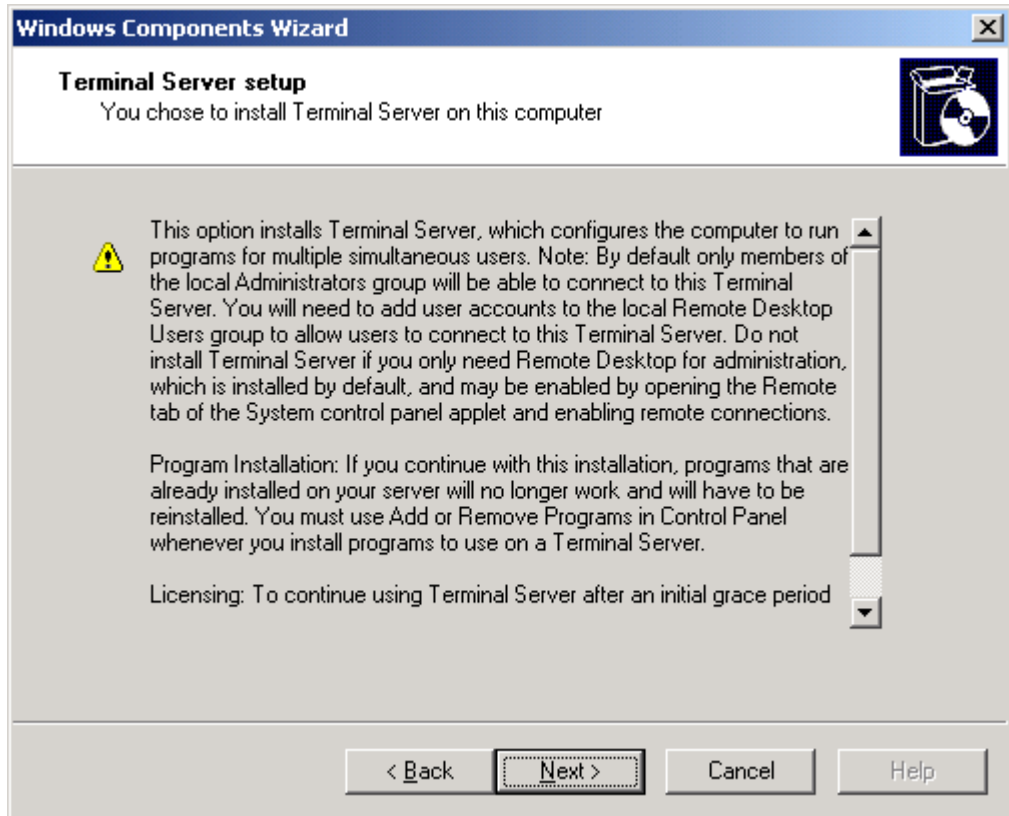 Windows Components Wizard
Terminal Server setup
You chose to install Terminal Server on this computer
This option installs Terminal Server, which configures the computer to run
programs for multiple simultaneous users. Note: By default only members of
the local Administrators group will be able to connect to this Terminal
Server. You will need to add user accounts to the local Remote Desktop
Users group to allow users to connect to this Terminal Server. Do not
install Terminal Server if you only need Remote Desktop for administration,
which is installed by default, and may be enabled by opening the Remote
tab of the System control panel applet and enabling remote connections.
Program Installation: If you continue with this installation, programs that are
already installed on your server will no longer work and will have to be
reinstalled. You must use Add or Remove Programs in Control Panel
whenever you install programs to use on a Terminal Server.
Licensing: To continue using Terminal Server after an initial grace period
< Back Next > Cancel Help